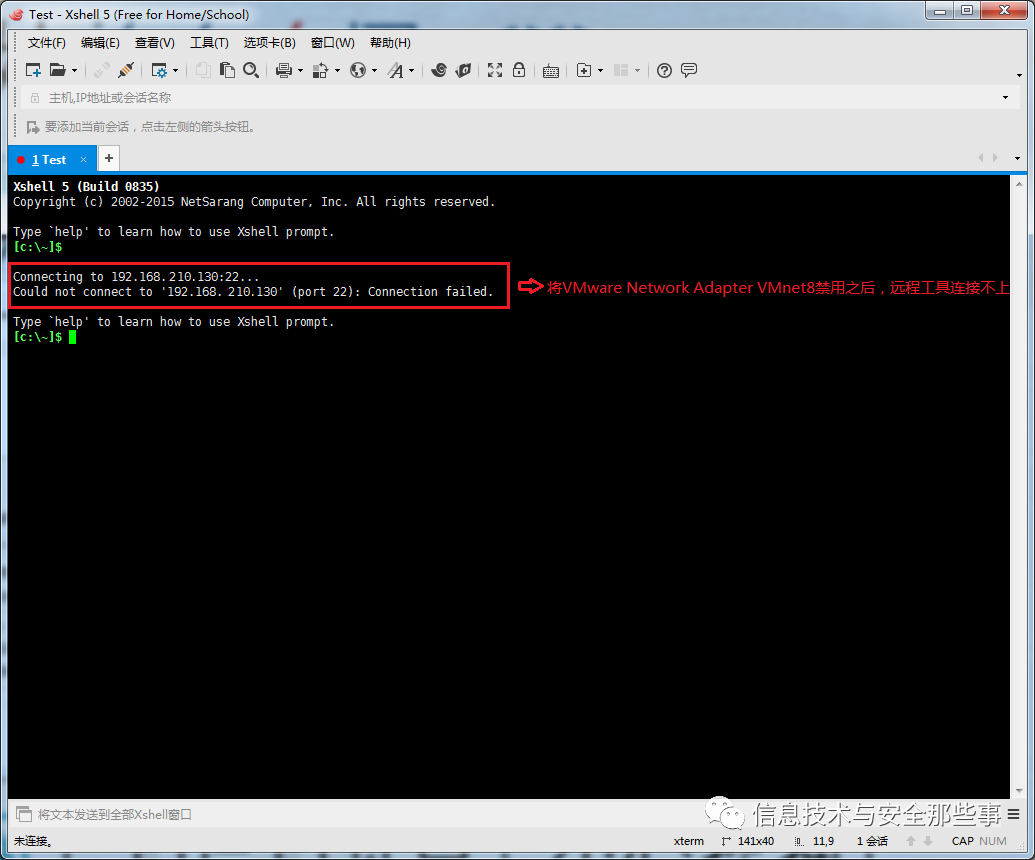 Test - Xshell 5 (Free for Home/School)
文件(F) 编辑(E) 查看(V) 工具(T) 选项卡(B) 窗口(W) 帮助(H)
主机,IP地址或会话名称
要添加当前会话，点击左侧的箭头按钮。
1 Test × +
Xshell 5 (Build 0835)
Copyright (c) 2002-2015 NetSarang Computer, Inc. All rights reserved.
Type `help' to learn how to use Xshell prompt.
[c:\~]$
Connecting to 192.168.210.130:22...
Could not connect to '192.168. 210.130' (port 22): Connection failed.
将VMware Network Adapter VMnet8禁用之后，远程工具连接不上
Type `help' to learn how to use Xshell prompt.
[c:\~]$
将文本发送到全部Xshell窗口
信息技术与安全那些事
未连接。 xterm 141x40 11,9 1 会话 CAP NUM